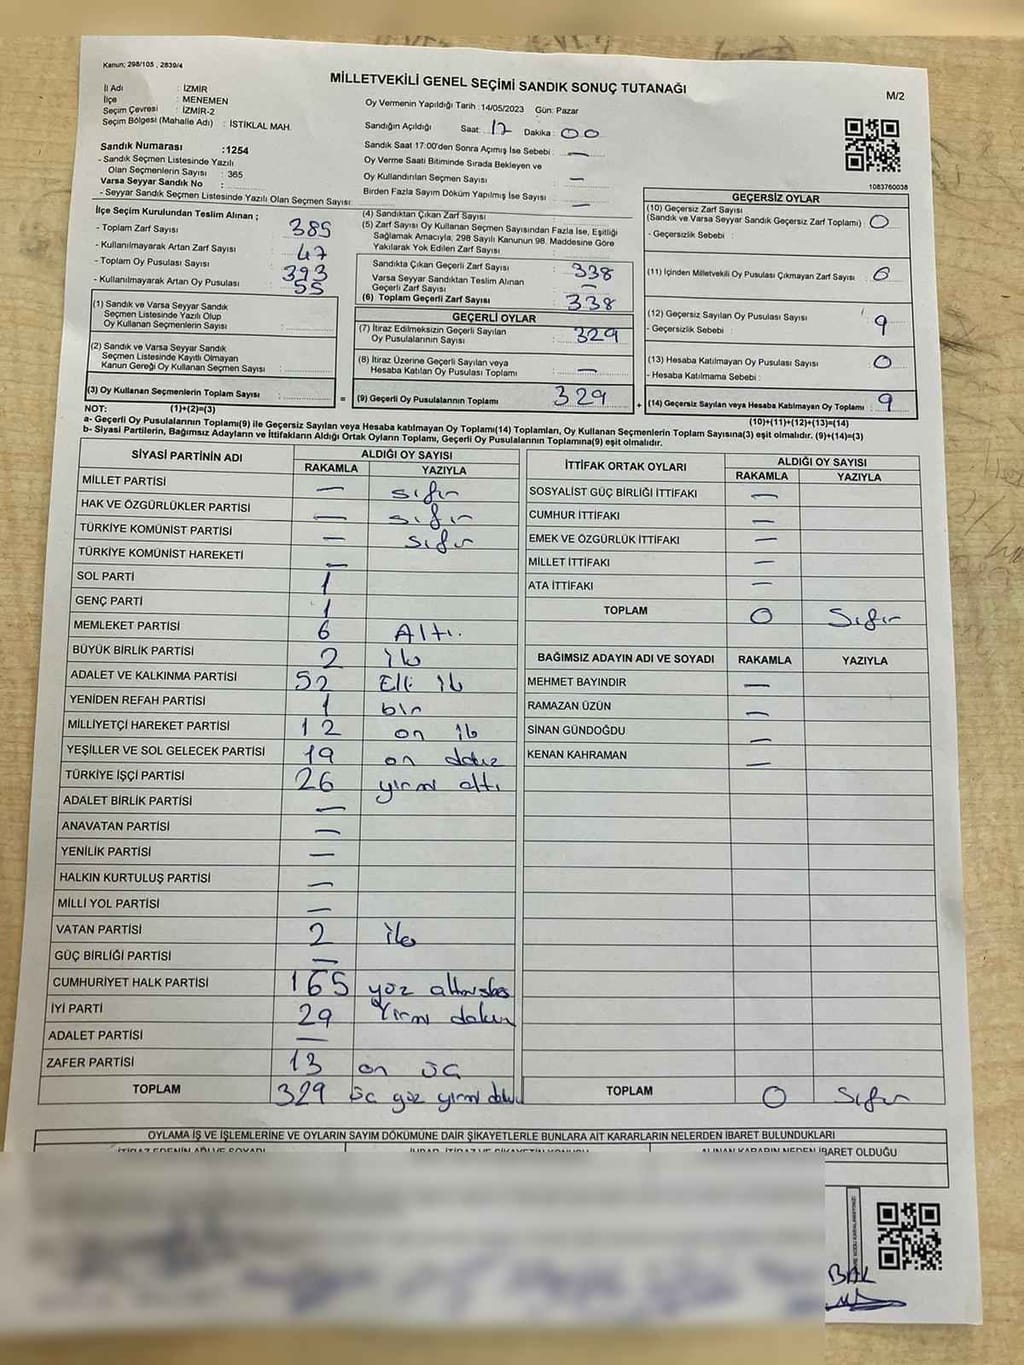 Kanun: 298/105 , 2839/4
MİLLETVEKİLİ GENEL SEÇİMİ SANDIK SONUÇ TUTANAĞI
M/2
İl Adı : İZMİR
İlçe : MENEMEN
Seçim Çevresi : İZMİR-2
Seçim Bölgesi (Mahalle Adı) : İSTİKLAL MAH.
Sandık Numarası :1254
- Sandık Seçmen Listesinde Yazılı
Olan Seçmenlerin Sayısı : 365
Varsa Seyyar Sandık No :
- Seyyar Sandık Seçmen Listesinde Yazılı Olan Seçmen Sayısı :
Oy Vermenin Yapıldığı Tarih : 14/05/2023 Gün: Pazar
Sandığın Açıldığı Saat: 17 Dakika : 00
Sandık Saat 17:00'den Sonra Açımış İse Sebebi : —
Oy Verme Saati Bitiminde Sırada Bekleyen ve
Oy Kullandırılan Seçmen Sayısı : —
Birden Fazla Sayım Döküm Yapılmış İse Sayısı : —
1083760038
İlçe Seçim Kurulundan Teslim Alınan ;
- Toplam Zarf Sayısı : 385
- Kullanılmayarak Artan Zarf Sayısı : 47
- Toplam Oy Pusulası Sayısı : 393
- Kullanılmayarak Artan Oy Pusulası : 55
(1) Sandık ve Varsa Seyyar Sandık
Seçmen Listesinde Yazılı Olup
Oy Kullanan Seçmenlerin Sayısı :
(2) Sandık ve Varsa Seyyar Sandık
Seçmen Listesinde Kayıtlı Olmayan
Kanun Gereği Oy Kullanan Seçmen Sayısı :
(3) Oy Kullanan Seçmenlerin Toplam Sayısı :
(4) Sandıktan Çıkan Zarf Sayısı :
(5) Zarf Sayısı Oy Kullanan Seçmen Sayısından Fazla İse, Eşitliği
Sağlamak Amacıyla, 298 Sayılı Kanunun 98. Maddesine Göre
Yakılarak Yok Edilen Zarf Sayısı :
Sandıkta Çıkan Geçerli Zarf Sayısı : 338
Varsa Seyyar Sandıktan Teslim Alınan
Geçerli Zarf Sayısı : —
(6) Toplam Geçerli Zarf Sayısı : 338
GEÇERLİ OYLAR
(7) İtiraz Edilmeksizin Geçerli Sayılan
Oy Pusulalarının Sayısı : 329
(8) İtiraz Üzerine Geçerli Sayılan veya
Hesaba Katılan Oy Pusulası Toplamı : —
= (9) Geçerli Oy Pusulalarının Toplamı : 329
GEÇERSİZ OYLAR
(10) Geçersiz Zarf Sayısı
(Sandık ve Varsa Seyyar Sandık Geçersiz Zarf Toplamı) : 0
- Geçersizlik Sebebi :
(11) İçinden Milletvekili Oy Pusulası Çıkmayan Zarf Sayısı : 0
(12) Geçersiz Sayılan Oy Pusulası Sayısı : 9
- Geçersizlik Sebebi :
(13) Hesaba Katılmayan Oy Pusulası Sayısı : 0
- Hesaba Katılmama Sebebi :
+ (14) Geçersiz Sayılan veya Hesaba Katılmayan Oy Toplamı : 9
NOT: (1)+(2)=(3)
(10)+(11)+(12)+(13)=(14)
a- Geçerli Oy Pusulaların Toplamı(9) ile Geçersiz Sayılan veya Hesaba katılmayan Oy Toplamı(14) Toplamları, Oy Kullanan Seçmenlerin Toplam Sayısına(3) eşit olmalıdır. (9)+(14)=(3)
b- Siyasi Partilerin, Bağımsız Adayların ve İttifakların Aldığı Ortak Oyların Toplamı, Geçerli Oy Pusulalarının Toplamına(9) eşit olmalıdır.
SİYASİ PARTİNİN ADI ALDIĞI OY SAYISI
RAKAMLA YAZIYLA
MİLLET PARTİSİ — sıfır
HAK VE ÖZGÜRLÜKLER PARTİSİ — sıfır
TÜRKİYE KOMÜNİST PARTİSİ — sıfır
TÜRKİYE KOMÜNİST HAREKETİ —
SOL PARTİ 1
GENÇ PARTİ 1
MEMLEKET PARTİSİ 6 Altı.
BÜYÜK BİRLİK PARTİSİ 2 iki
ADALET VE KALKINMA PARTİSİ 52 Elli iki
YENİDEN REFAH PARTİSİ 1 bir
MİLLİYETÇİ HAREKET PARTİSİ 12 on iki
YEŞİLLER VE SOL GELECEK PARTİSİ 19 on dokuz
TÜRKİYE İŞÇİ PARTİSİ 26 yirmi altı
ADALET BİRLİK PARTİSİ —
ANAVATAN PARTİSİ —
YENİLİK PARTİSİ —
HALKIN KURTULUŞ PARTİSİ —
MİLLİ YOL PARTİSİ —
VATAN PARTİSİ 2 iki
GÜÇ BİRLİĞİ PARTİSİ —
CUMHURİYET HALK PARTİSİ 165 yüz altmışbeş
İYİ PARTİ 29 Yirmi dokuz
ADALET PARTİSİ —
ZAFER PARTİSİ 13 on üç
TOPLAM 329 üç yüz yirmi dokuz
İTTİFAK ORTAK OYLARI ALDIĞI OY SAYISI
RAKAMLA YAZIYLA
SOSYALİST GÜÇ BİRLİĞİ İTTİFAKI —
CUMHUR İTTİFAKI —
EMEK VE ÖZGÜRLÜK İTTİFAKI —
MİLLET İTTİFAKI —
ATA İTTİFAKI —
TOPLAM 0 Sıfır
BAĞIMSIZ ADAYIN ADI VE SOYADI RAKAMLA YAZIYLA
MEHMET BAYINDIR —
RAMAZAN ÜZÜN —
SİNAN GÜNDOĞDU —
KENAN KAHRAMAN —
TOPLAM 0 Sıfır
OYLAMA İŞ VE İŞLEMLERİNE VE OYLARIN SAYIM DÖKÜMÜNE DAİR ŞİKAYETLERLE BUNLARA AİT KARARLARIN NELERDEN İBARET BULUNDUKLARI
İTİRAZ EDENİN ADI VE SOYADI ALINAN KARARIN NEDEN İBARET OLDUĞU
BAL